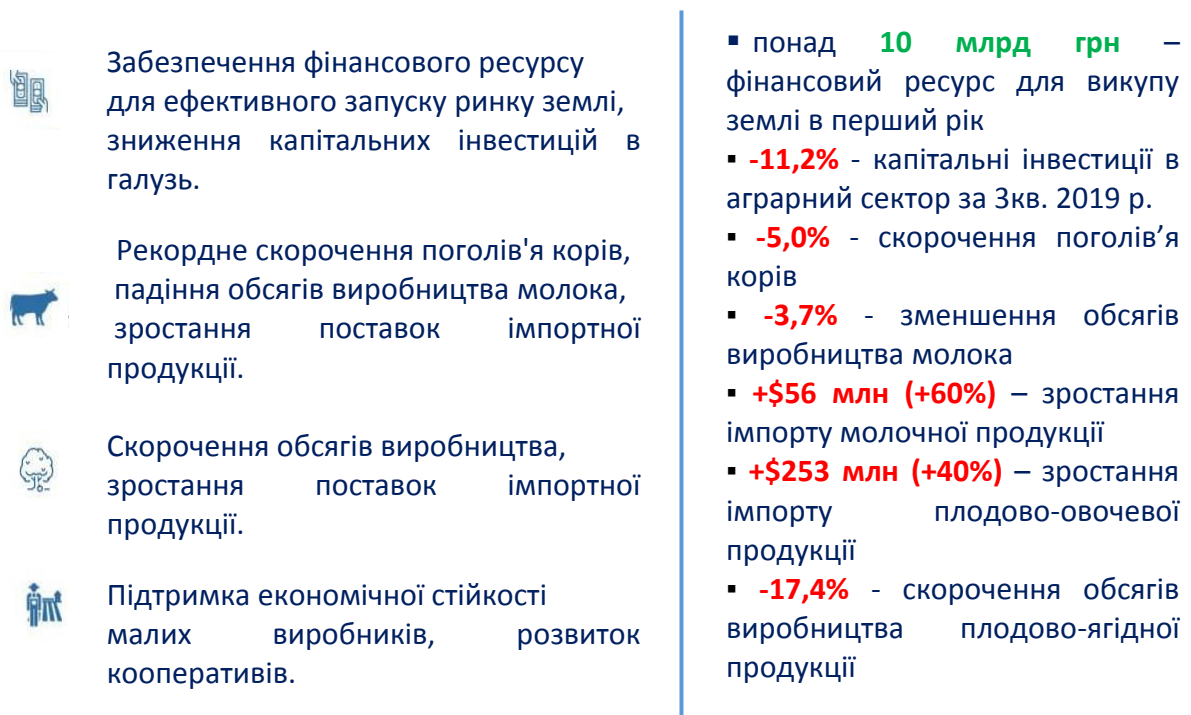 Забезпечення фінансового ресурсу
для ефективного запуску ринку землі,
зниження капітальних інвестицій в
галузь.
Рекордне скорочення поголів'я корів,
падіння обсягів виробництва молока,
зростання поставок імпортної
продукції.
Скорочення обсягів виробництва,
зростання поставок імпортної
продукції.
Підтримка економічної стійкості
малих виробників, розвиток
кооперативів.
▪ понад 10 млрд грн –
фінансовий ресурс для викупу
землі в перший рік
▪ -11,2% - капітальні інвестиції в
аграрний сектор за 3кв. 2019 р.
▪ -5,0% - скорочення поголів’я
корів
▪ -3,7% - зменшення обсягів
виробництва молока
▪ +$56 млн (+60%) – зростання
імпорту молочної продукції
▪ +$253 млн (+40%) – зростання
імпорту плодово-овочевої
продукції
▪ -17,4% - скорочення обсягів
виробництва плодово-ягідної
продукції